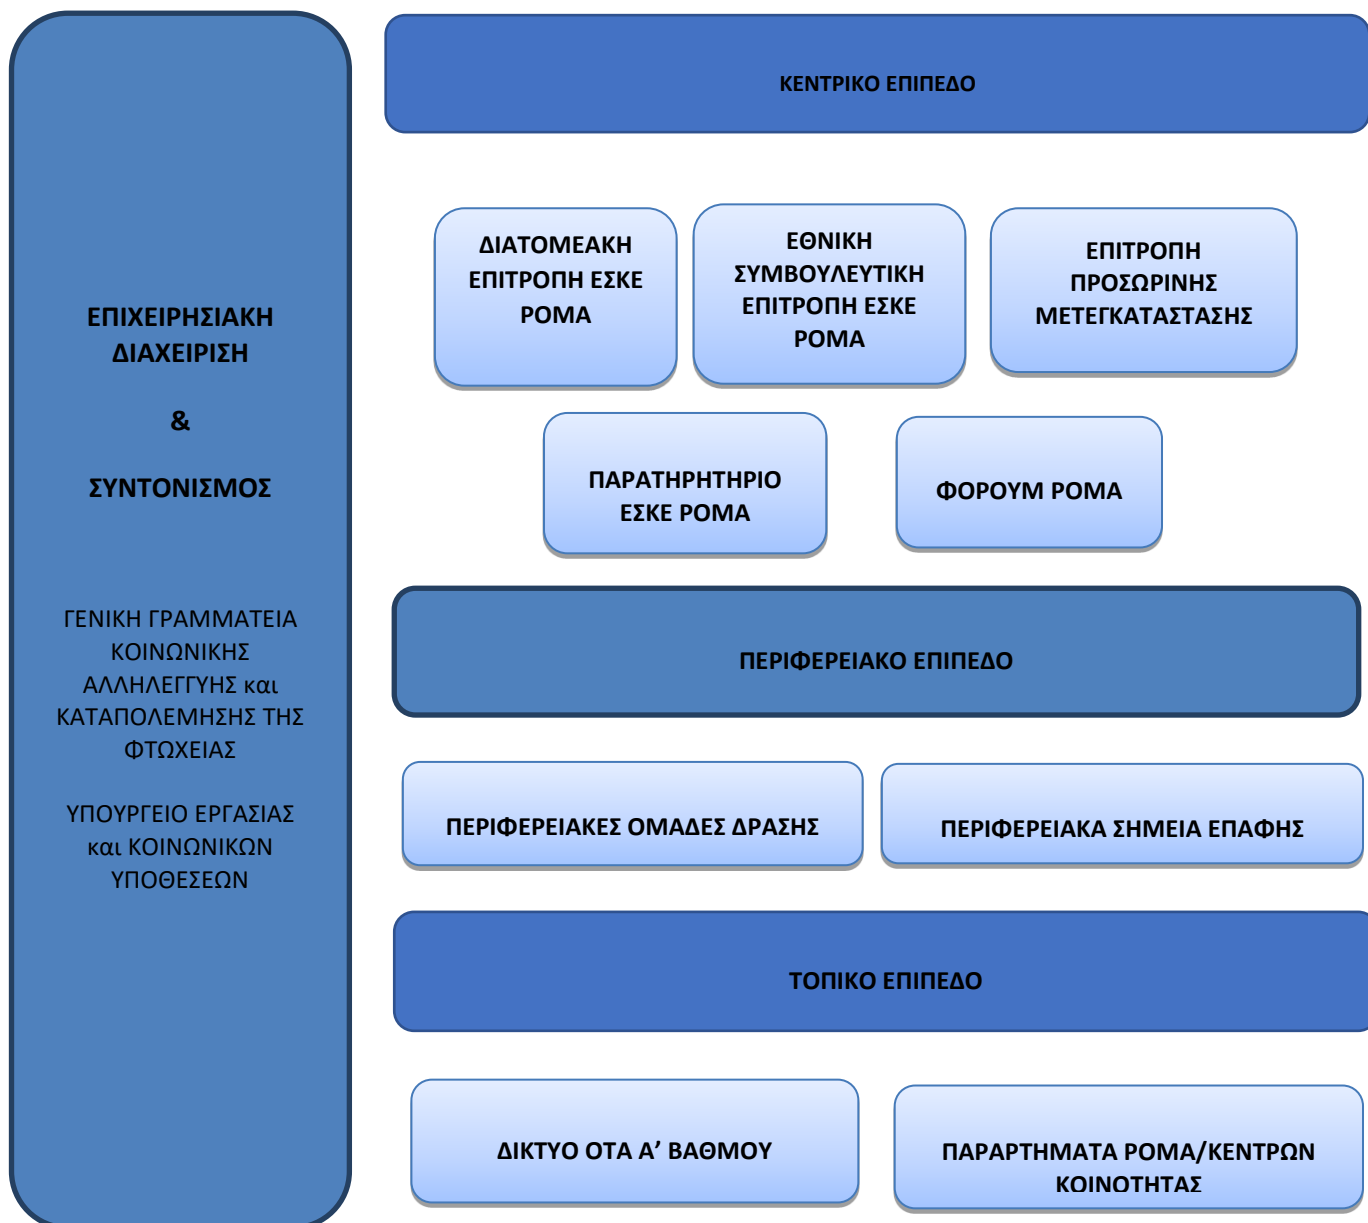 ΕΠΙΧΕΙΡΗΣΙΑΚΗ
ΔΙΑΧΕΙΡΙΣΗ
&
ΣΥΝΤΟΝΙΣΜΟΣ
ΓΕΝΙΚΗ ΓΡΑΜΜΑΤΕΙΑ
ΚΟΙΝΩΝΙΚΗΣ
ΑΛΛΗΛΕΓΓΥΗΣ και
ΚΑΤΑΠΟΛΕΜΗΣΗΣ ΤΗΣ
ΦΤΩΧΕΙΑΣ
ΥΠΟΥΡΓΕΙΟ ΕΡΓΑΣΙΑΣ
και ΚΟΙΝΩΝΙΚΩΝ
ΥΠΟΘΕΣΕΩΝ
ΚΕΝΤΡΙΚΟ ΕΠΙΠΕΔΟ
ΔΙΑΤΟΜΕΑΚΗ
ΕΠΙΤΡΟΠΗ ΕΣΚΕ
ΡΟΜΑ
ΕΘΝΙΚΗ
ΣΥΜΒΟΥΛΕΥΤΙΚΗ
ΕΠΙΤΡΟΠΗ ΕΣΚΕ
ΡΟΜΑ
ΕΠΙΤΡΟΠΗ
ΠΡΟΣΩΡΙΝΗΣ
ΜΕΤΕΓΚΑΤΑΣΤΑΣΗΣ
ΠΑΡΑΤΗΡΗΤΗΡΙΟ
ΕΣΚΕ ΡΟΜΑ
ΦΟΡΟΥΜ ΡΟΜΑ
ΠΕΡΙΦΕΡΕΙΑΚΟ ΕΠΙΠΕΔΟ
ΠΕΡΙΦΕΡΕΙΑΚΕΣ ΟΜΑΔΕΣ ΔΡΑΣΗΣ
ΠΕΡΙΦΕΡΕΙΑΚΑ ΣΗΜΕΙΑ ΕΠΑΦΗΣ
ΤΟΠΙΚΟ ΕΠΙΠΕΔΟ
ΔΙΚΤΥΟ ΟΤΑ Α’ ΒΑΘΜΟΥ
ΠΑΡΑΡΤΗΜΑΤΑ ΡΟΜΑ/ΚΕΝΤΡΩΝ
ΚΟΙΝΟΤΗΤΑΣ